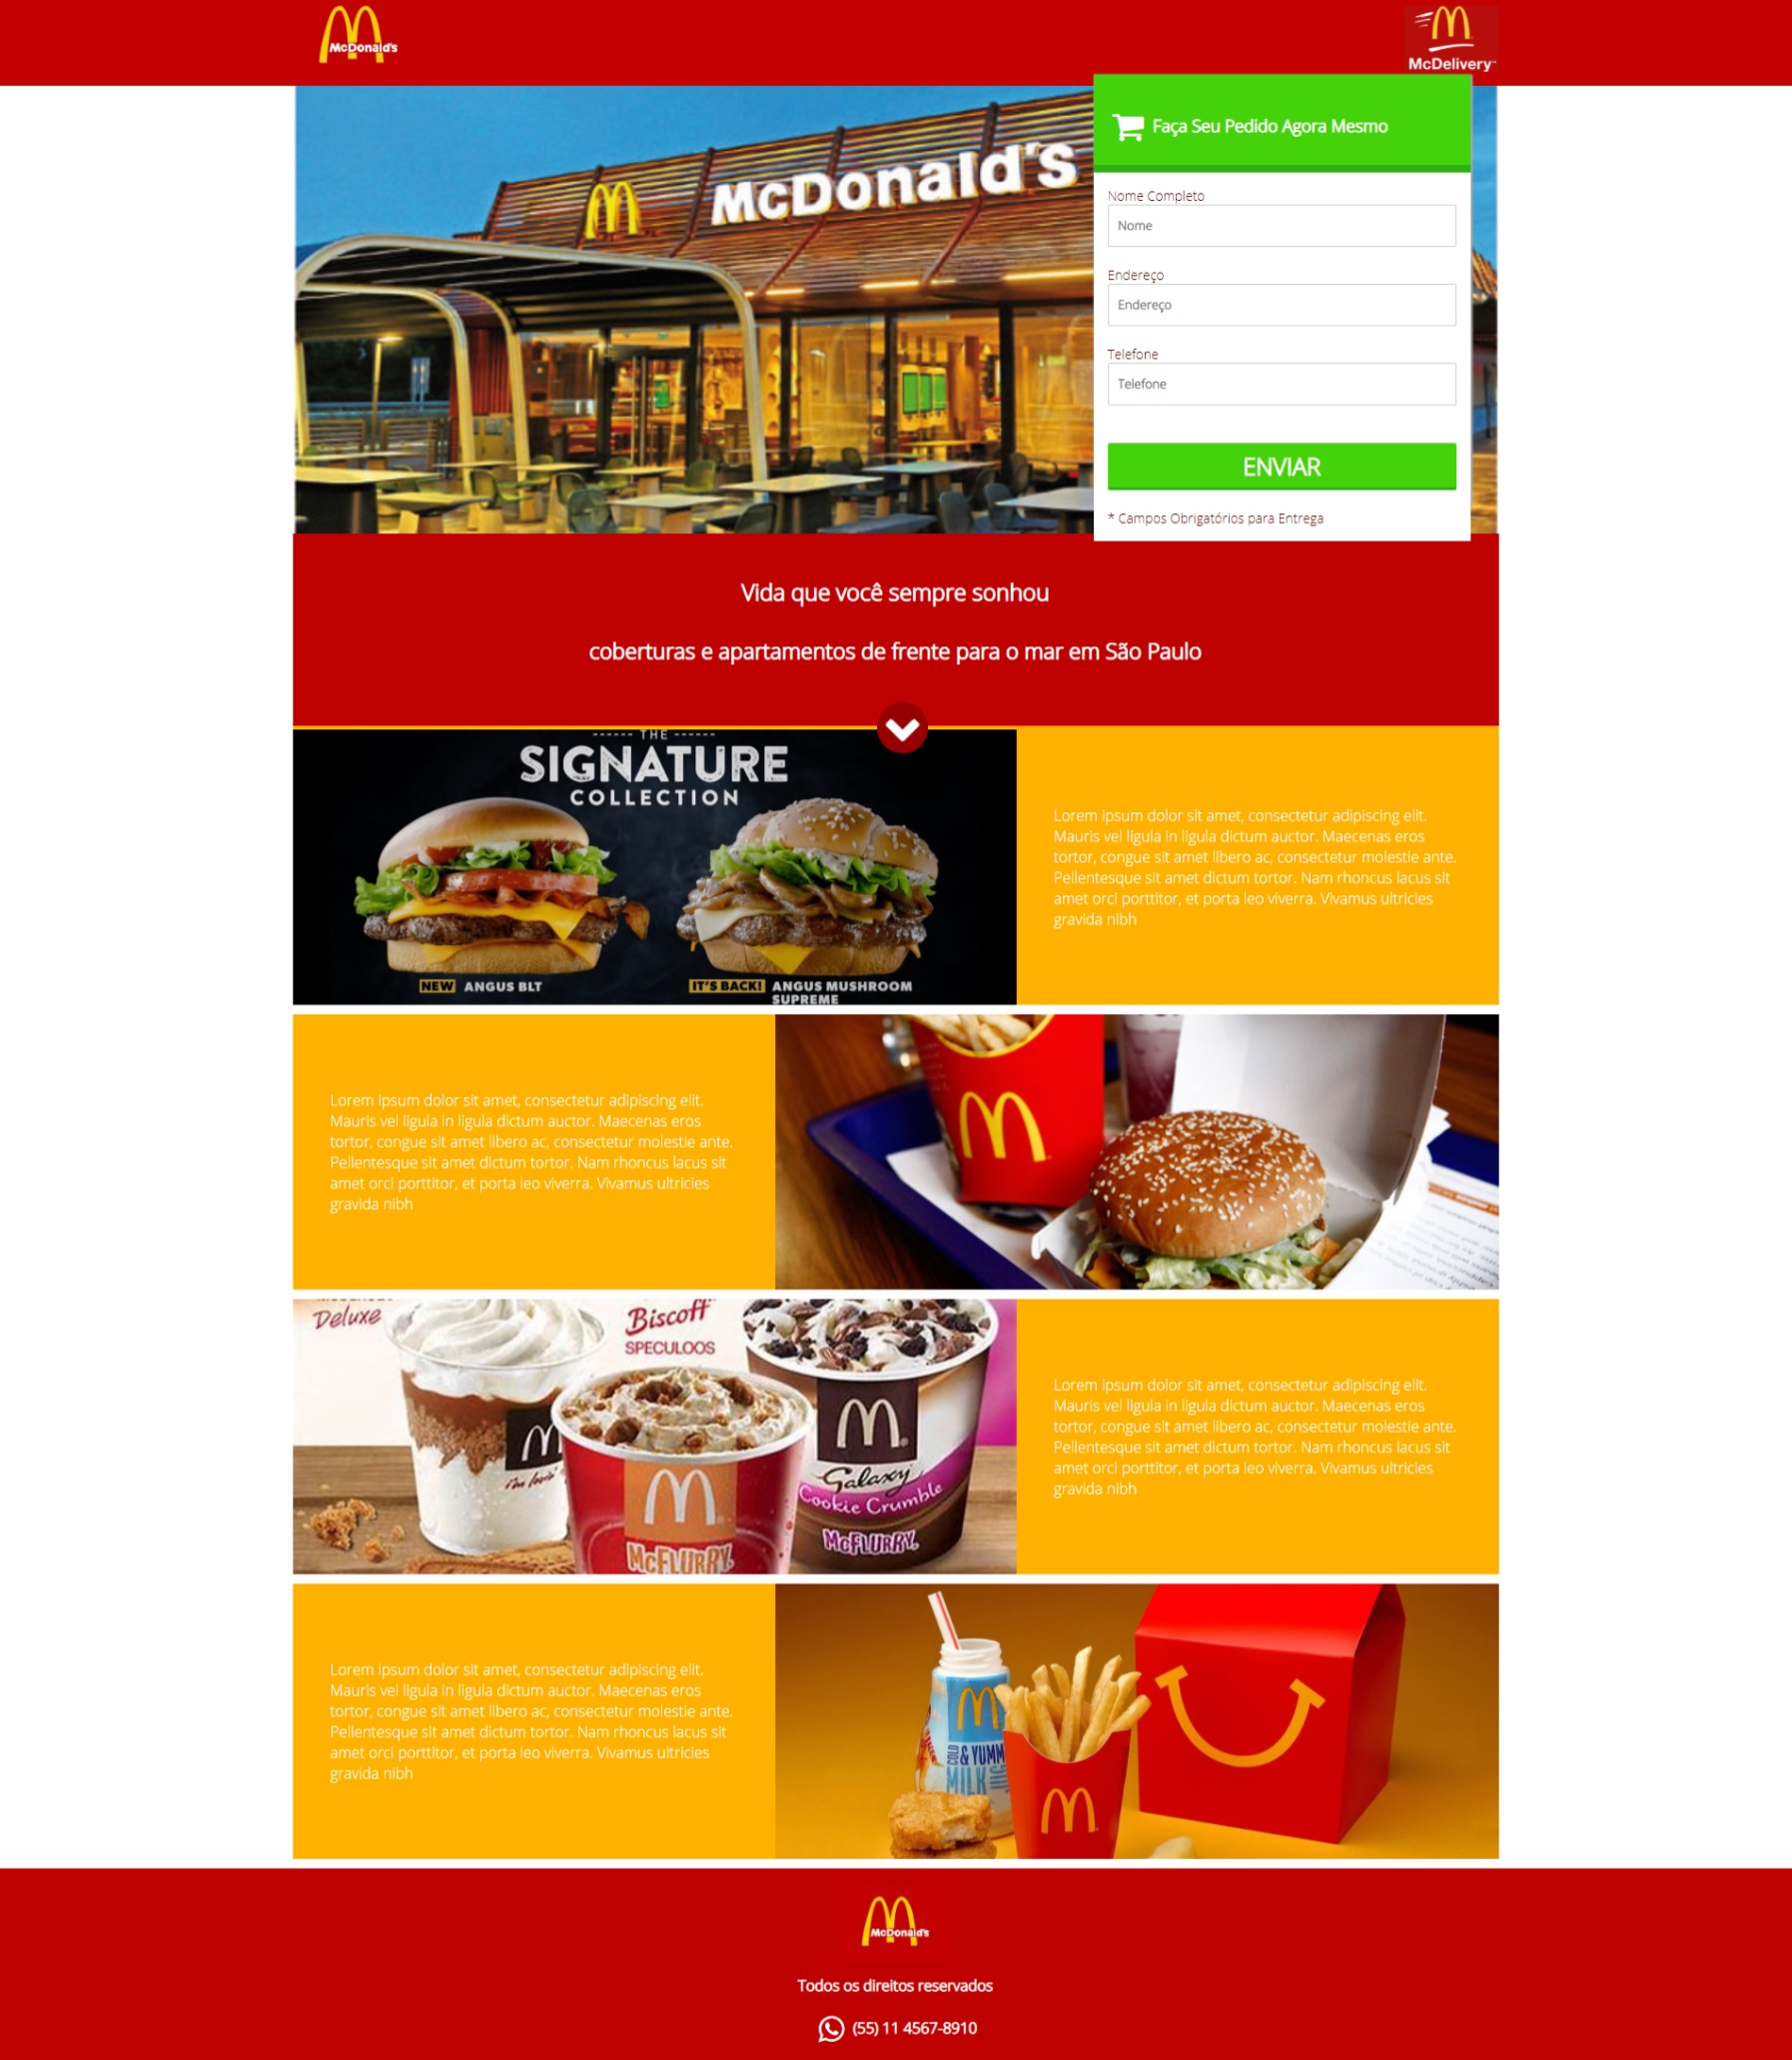 McDonald's
McDelivery
McDonald's
Faça Seu Pedido Agora Mesmo
Nome Completo
Nome
Endereço
Endereço
Telefone
Telefone
ENVIAR
* Campos Obrigatórios para Entrega
Vida que você sempre sonhou
coberturas e apartamentos de frente para o mar em São Paulo
THE
SIGNATURE
COLLECTION
NEW ANGUS BLT
IT'S BACK! ANGUS MUSHROOM
SUPREME
Lorem ipsum dolor sit amet, consectetur adipiscing elit.
Mauris vel ligula in ligula dictum auctor. Maecenas eros
tortor, congue sit amet libero ac, consectetur molestie ante.
Pellentesque sit amet dictum tortor. Nam rhoncus lacus sit
amet orci porttitor, et porta leo viverra. Vivamus ultricies
gravida nibh
Lorem ipsum dolor sit amet, consectetur adipiscing elit.
Mauris vel ligula in ligula dictum auctor. Maecenas eros
tortor, congue sit amet libero ac, consectetur molestie ante.
Pellentesque sit amet dictum tortor. Nam rhoncus lacus sit
amet orci porttitor, et porta leo viverra. Vivamus ultricies
gravida nibh
Deluxe
Biscoff
SPECULOOS
i'm lovin'
Galaxy
Cookie Crumble
McFLURRY
McFLURRY
Lorem ipsum dolor sit amet, consectetur adipiscing elit.
Mauris vel ligula in ligula dictum auctor. Maecenas eros
tortor, congue sit amet libero ac, consectetur molestie ante.
Pellentesque sit amet dictum tortor. Nam rhoncus lacus sit
amet orci porttitor, et porta leo viverra. Vivamus ultricies
gravida nibh
Lorem ipsum dolor sit amet, consectetur adipiscing elit.
Mauris vel ligula in ligula dictum auctor. Maecenas eros
tortor, congue sit amet libero ac, consectetur molestie ante.
Pellentesque sit amet dictum tortor. Nam rhoncus lacus sit
amet orci porttitor, et porta leo viverra. Vivamus ultricies
gravida nibh
COLD
& YUMM
MILK
McDonald's
Todos os direitos reservados
(55) 11 4567-8910